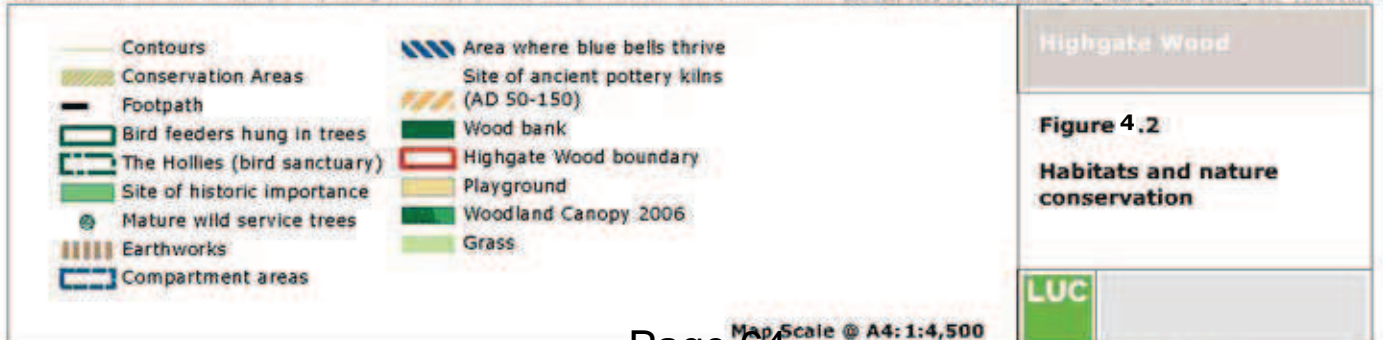 Contours
Conservation Areas
Footpath
Bird feeders hung in trees
The Hollies (bird sanctuary)
Site of historic importance
Mature wild service trees
Earthworks
Compartment areas
Area where blue bells thrive
Site of ancient pottery kilns
(AD 50-150)
Wood bank
Highgate Wood boundary
Playground
Woodland Canopy 2006
Grass
Map Scale @ A4: 1:4,500
Page 64
Highgate Wood
Figure 4.2
Habitats and nature
conservation
LUC